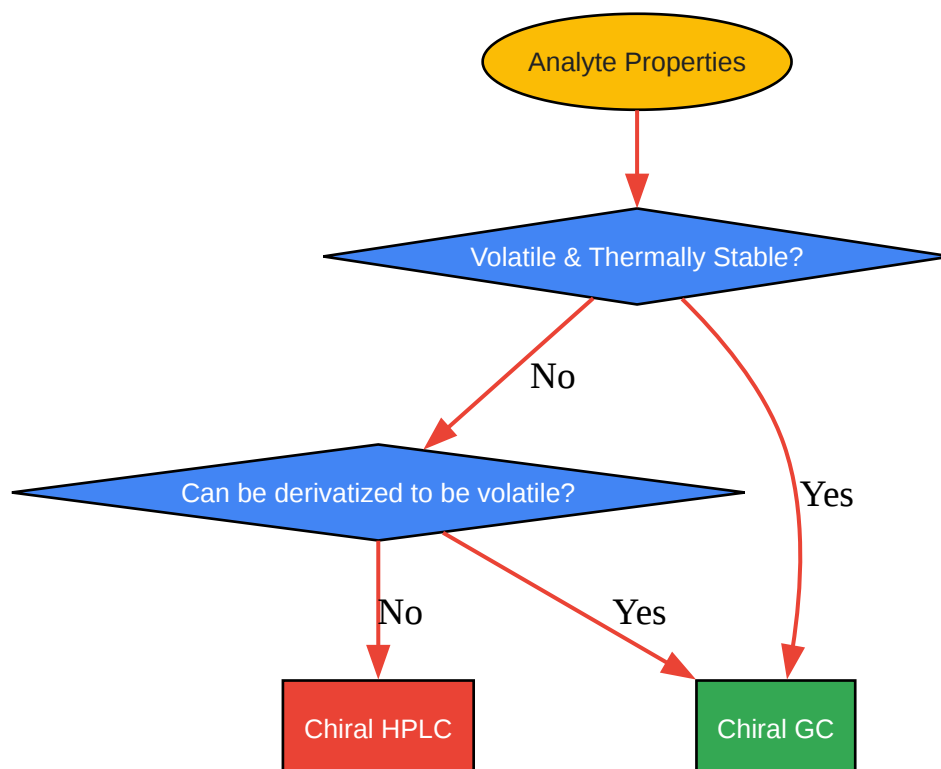 Analyte Properties
Volatile & Thermally Stable?
No
Can be derivatized to be volatile?
Yes
No
Yes
Chiral HPLC
Chiral GC